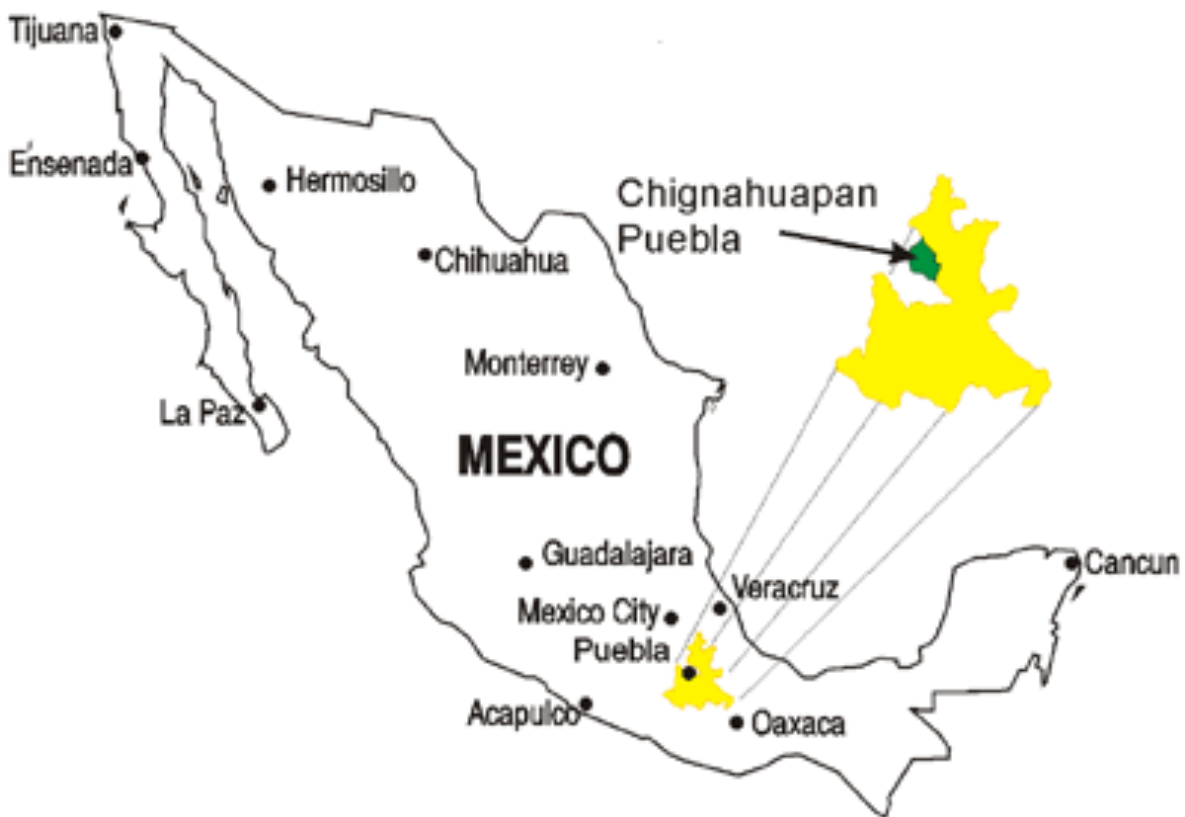 Tijuana
Ensenada
Hermosillo
Chignahuapan
Puebla
Chihuahua
Monterrey
La Paz
MEXICO
Guadalajara
Cancun
Veracruz
Mexico City
Puebla
Acapulco
Oaxaca